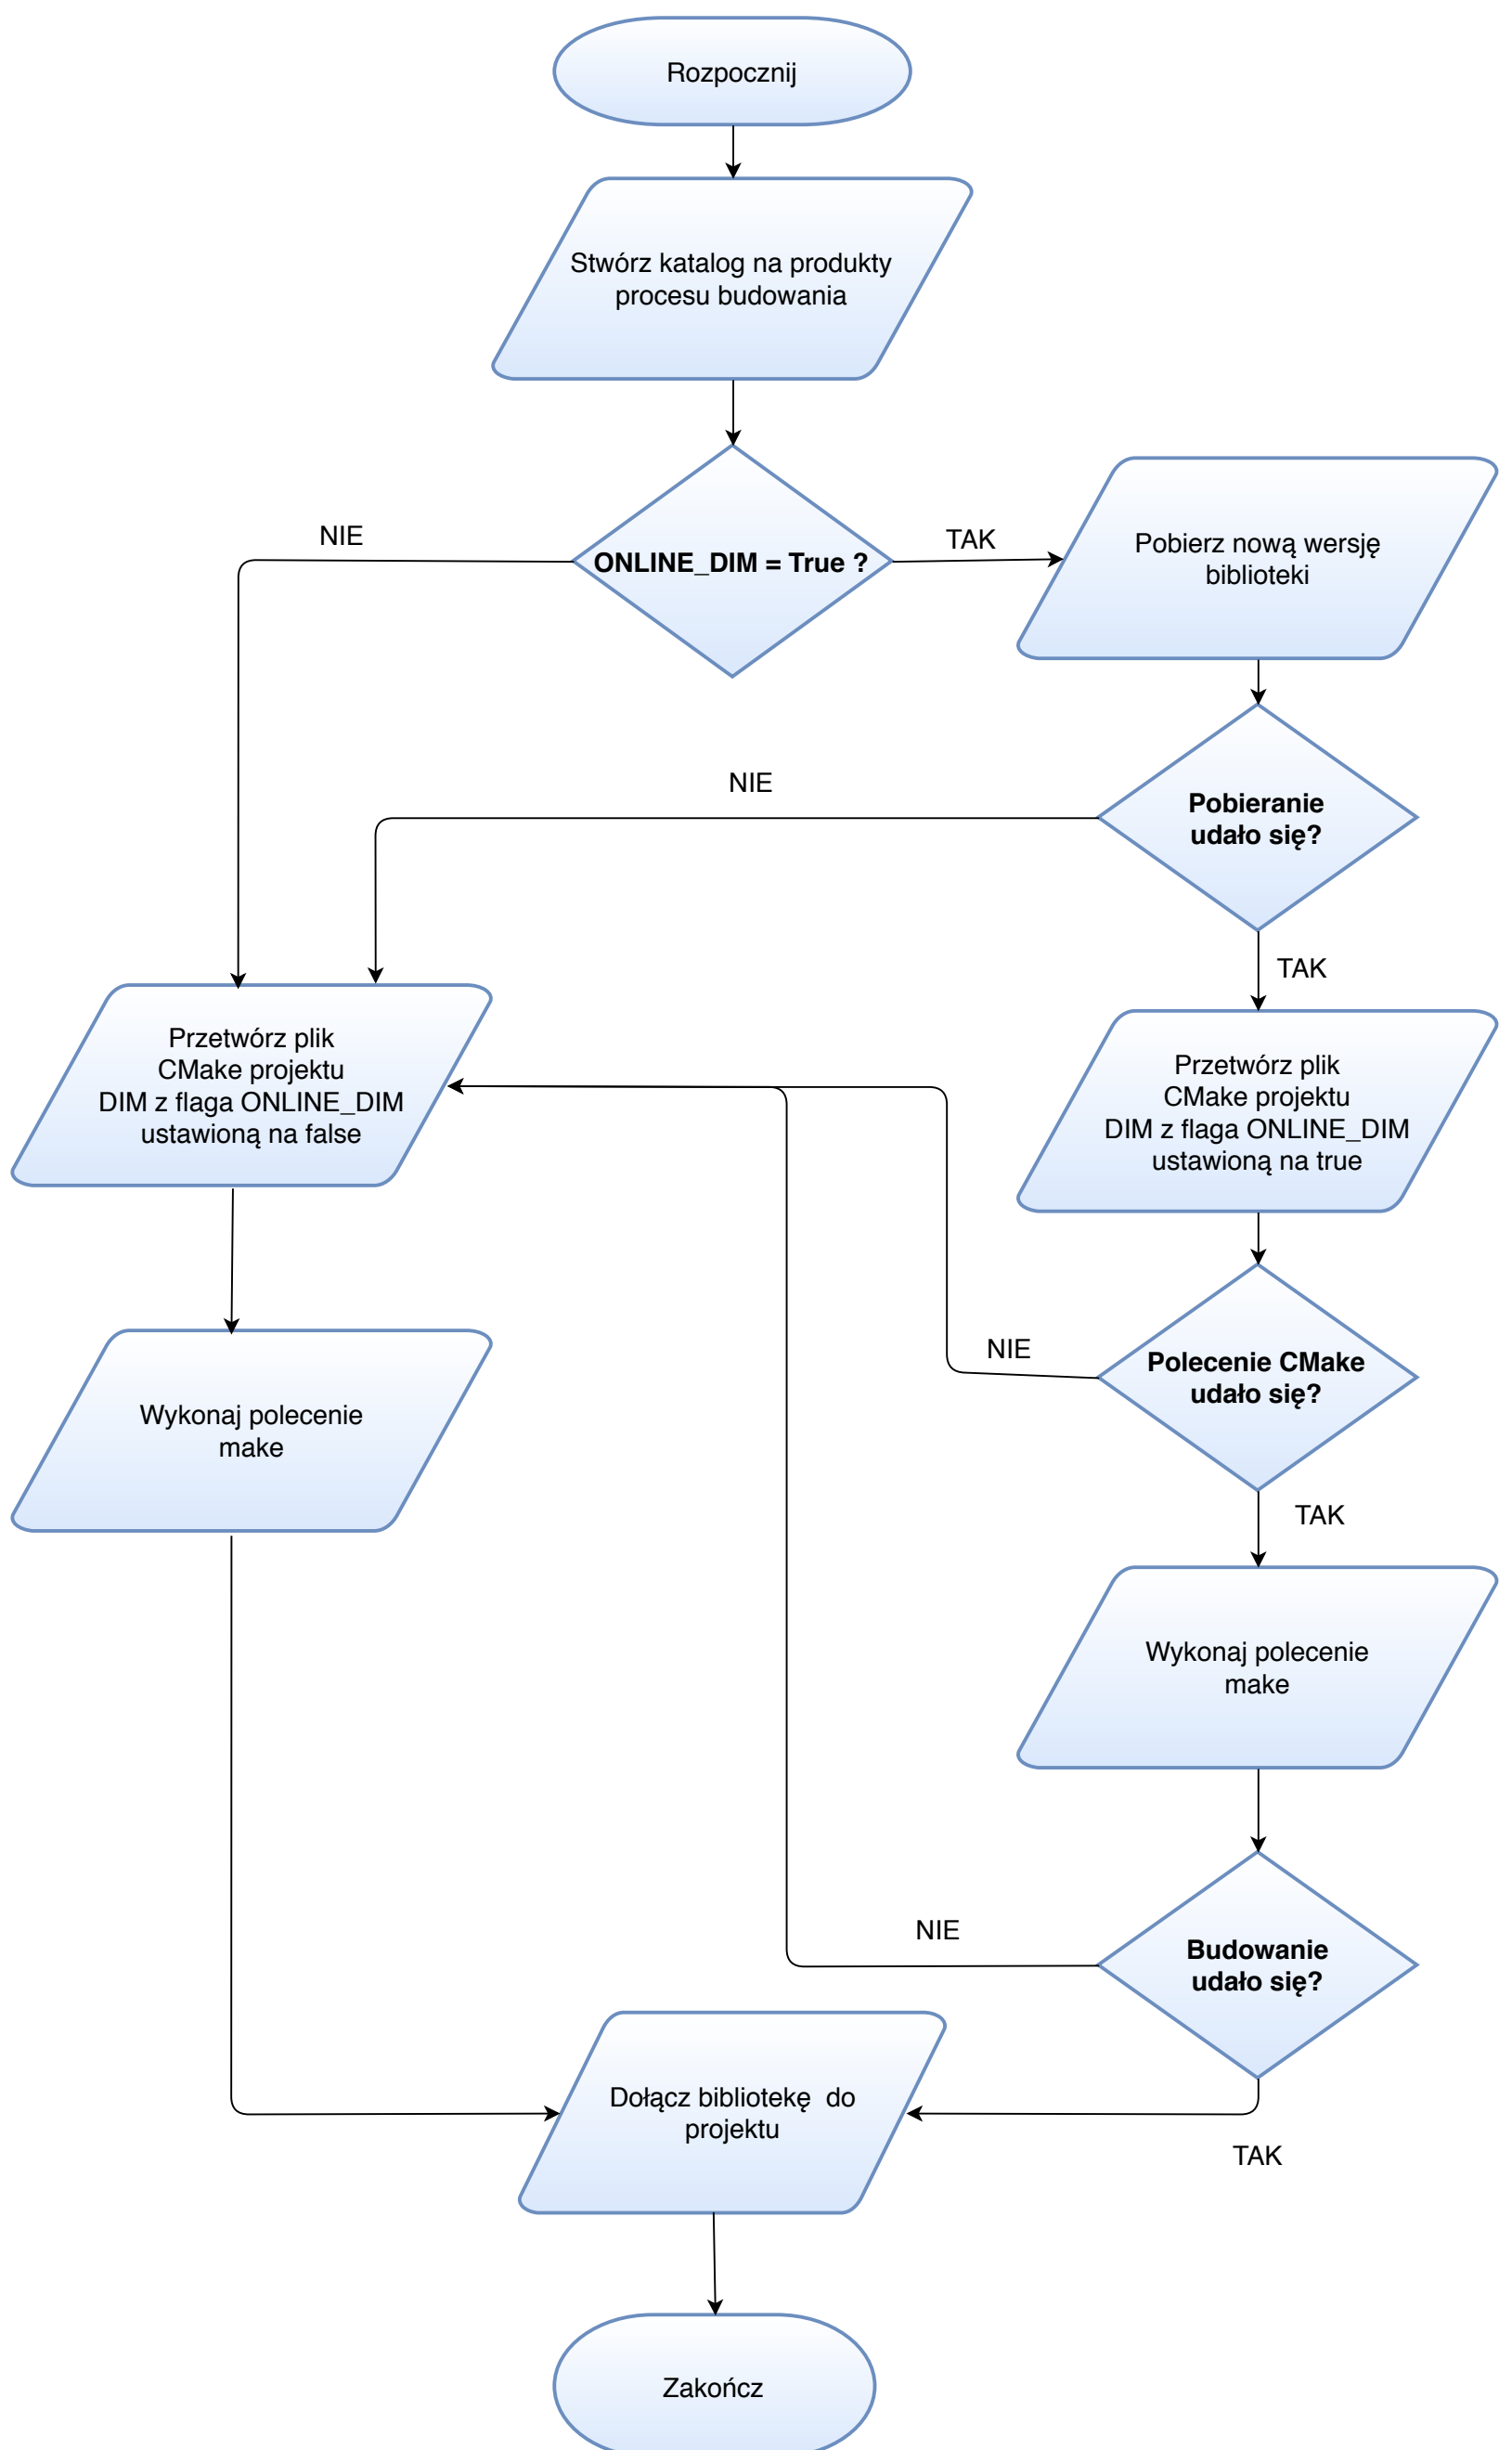 Rozpocznij
Stwórz katalog na produkty
procesu budowania
NIE
ONLINE_DIM = True ?
TAK
Pobierz nową wersję
biblioteki
NIE
Pobieranie
udało się?
TAK
Przetwórz plik
CMake projektu
DIM z flaga ONLINE_DIM
ustawioną na false
Przetwórz plik
CMake projektu
DIM z flaga ONLINE_DIM
ustawioną na true
NIE
Polecenie CMake
udało się?
Wykonaj polecenie
make
TAK
Wykonaj polecenie
make
NIE
Budowanie
udało się?
Dołącz bibliotekę do
projektu
TAK
Zakończ